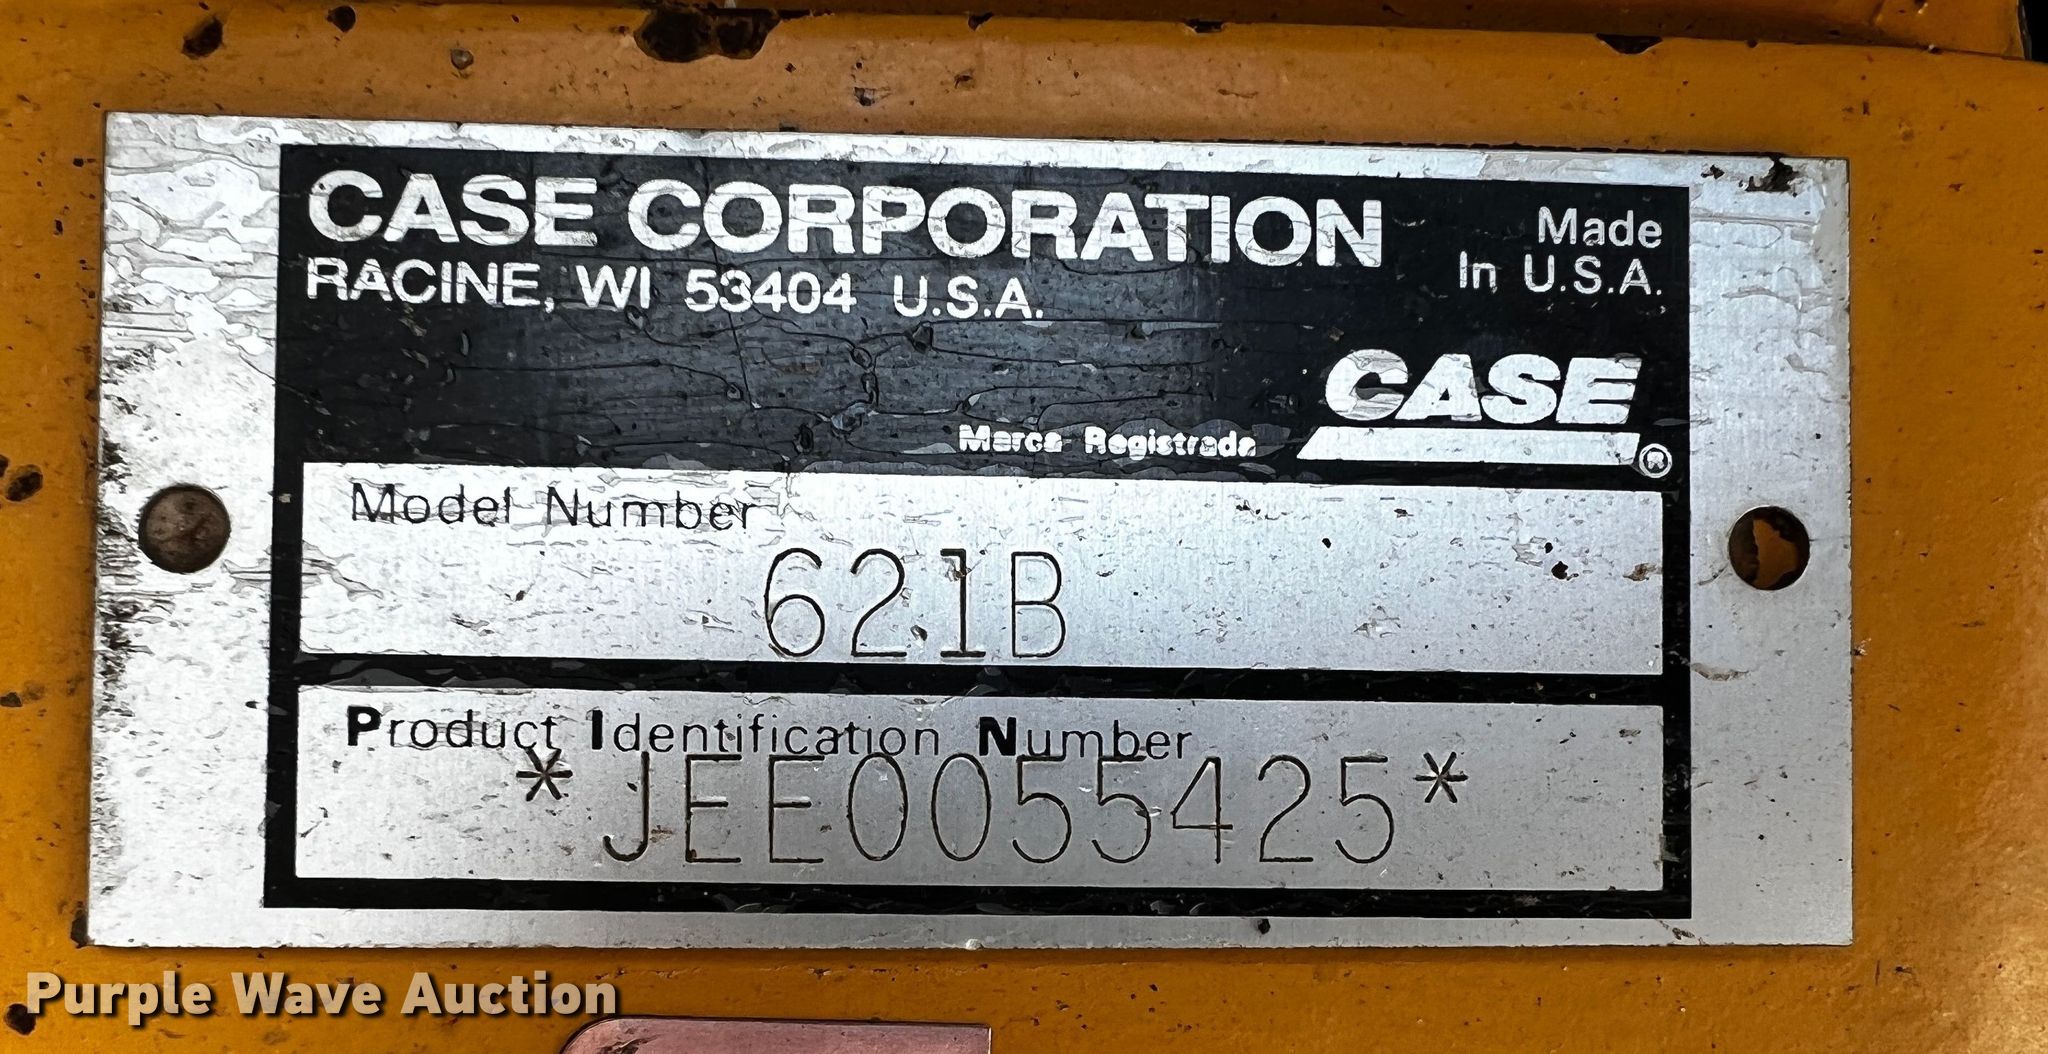 CASE CORPORATION
RACINE, WI 53404 U.S.A.
Made
In U.S.A.
CASE
Marca Registrada
®
Model Number
621B
Product Identification Number
*JEE0055425*
Purple Wave Auction